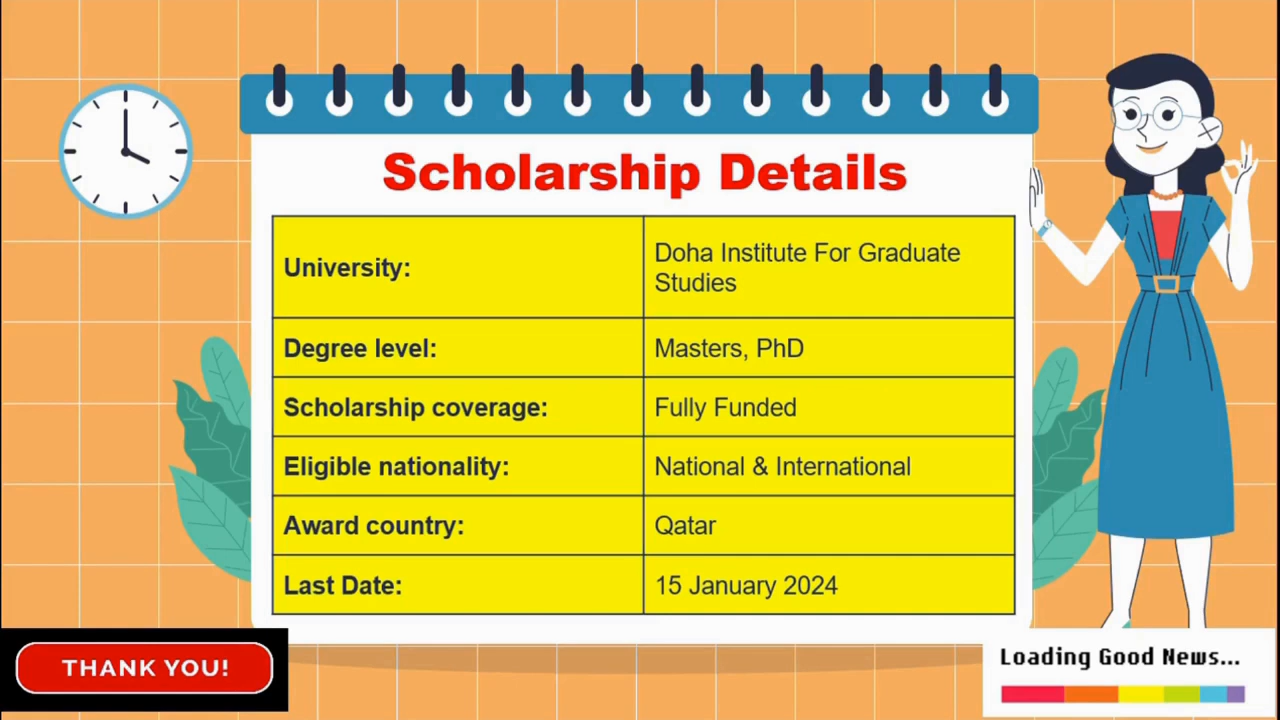 Scholarship Details
University:
Doha Institute For Graduate
Studies
Degree level:
Masters, PhD
Scholarship coverage:
Fully Funded
Eligible nationality:
National & International
Award country:
Qatar
Last Date:
15 January 2024
THANK YOU!
Loading Good News...